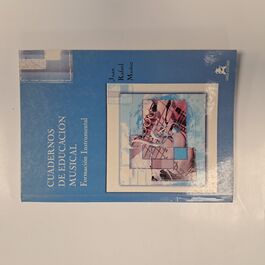 Juan
Rafael
Muñoz
CUADERNOS
DE EDUCACION
MUSICAL
Formación Instrumental